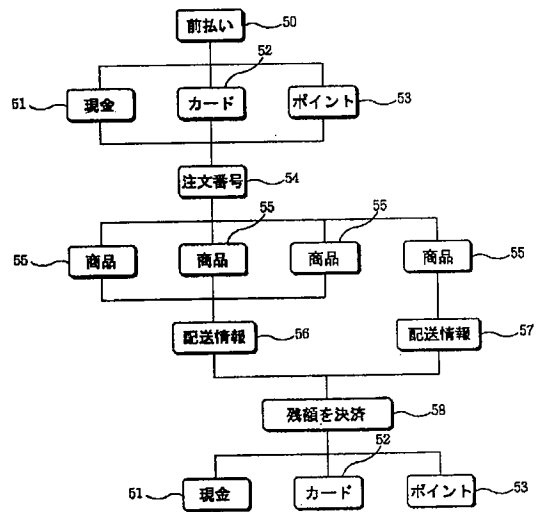 前払い 50
52
51 現金 カード ポイント 53
注文番号 54
55 55
55 商品 商品 商品 商品 55
配送情報 56 配送情報 57
残額を決済 58
52
51 現金 カード ポイント 53